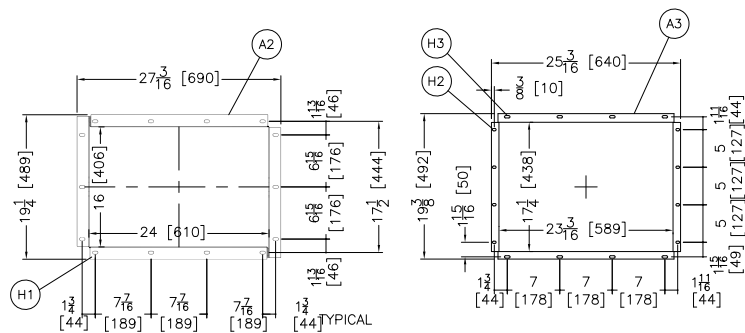 A2
27 3/16 [690]
1 13/16 [46]
19 1/4 [489]
16 [406]
6 15/16 [176]
17 1/2 [444]
6 15/16 [176]
24 [610]
1 13/16 [46]
H1
1 3/4 [44]
7 7/16 [189]
7 7/16 [189]
7 7/16 [189]
1 3/4 [44] TYPICAL
H3
A3
25 3/16 [640]
H2
3/8 [10]
1 11/16 [44]
19 3/8 [492]
17 1/4 [438]
5 [127]
5 [127]
5 [127]
1 15/16 [50]
23 3/16 [589]
1 15/16 [49]
1 3/4 [44]
7 [178]
7 [178]
7 [178]
1 11/16 [44]